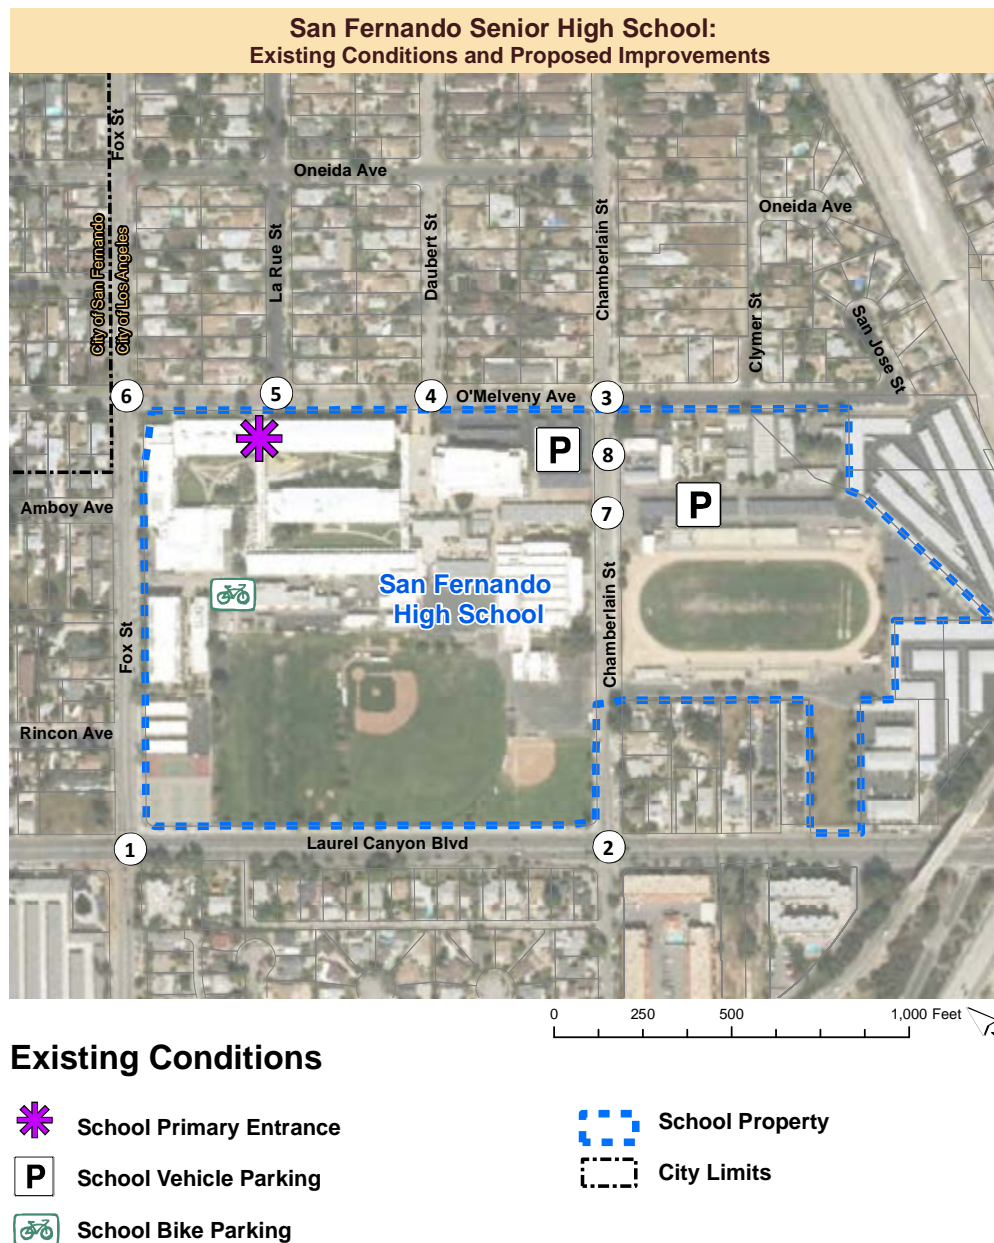 San Fernando Senior High School:
Existing Conditions and Proposed Improvements
Fox St
Oneida Ave
Oneida Ave
City of San Fernando
City of Los Angeles
La Rue St
Daubert St
Chamberlain St
Clymer St
San Jose St
6
5
4
O'Melveny Ave
3
P
8
Amboy Ave
P
7
San Fernando
High School
Fox St
Chamberlain St
Rincon Ave
1
Laurel Canyon Blvd
2
0 250 500 1,000 Feet
Existing Conditions
School Primary Entrance
School Property
P School Vehicle Parking
City Limits
School Bike Parking